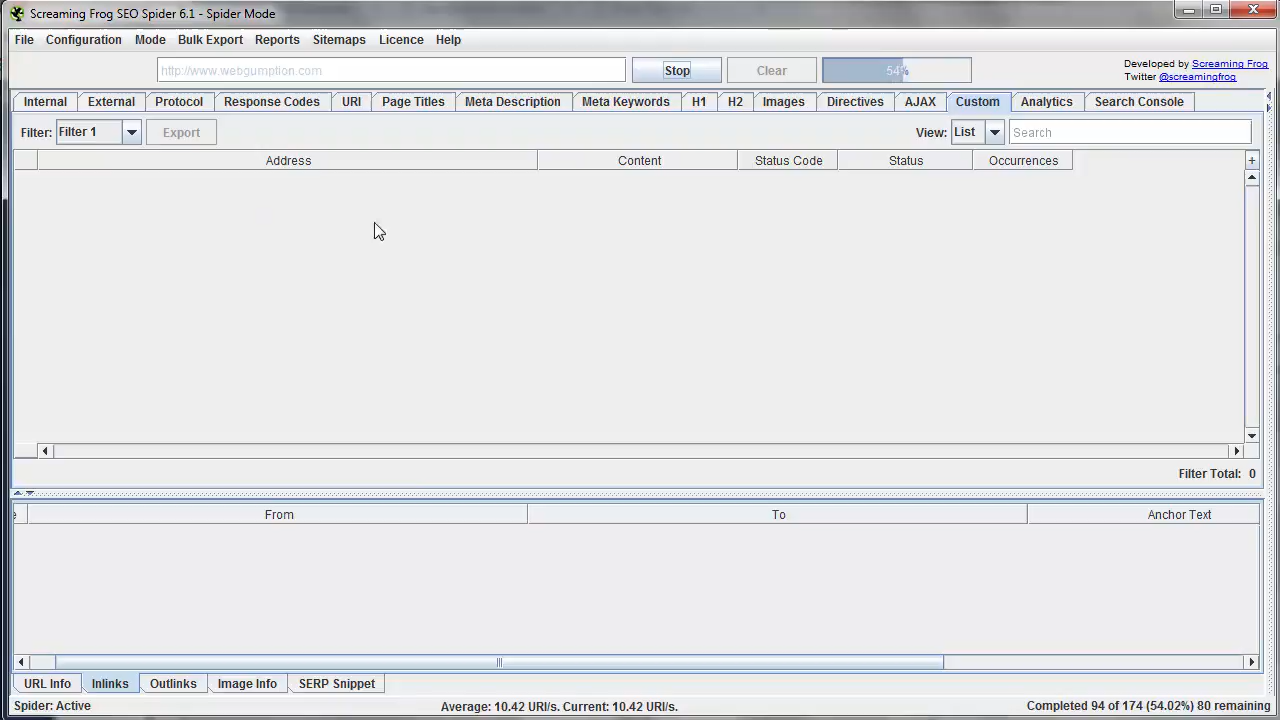 Screaming Frog SEO Spider 6.1 - Spider Mode
File Configuration Mode Bulk Export Reports Sitemaps Licence Help
http://www.webgumption.com Stop Clear 54%
Developed by Screaming Frog
Twitter @screamingfrog
Internal External Protocol Response Codes URI Page Titles Meta Description Meta Keywords H1 H2 Images Directives AJAX Custom Analytics Search Console
Filter: Filter 1 Export View: List Search
Address Content Status Code Status Occurrences +
Filter Total: 0
e From To Anchor Text
URL Info Inlinks Outlinks Image Info SERP Snippet
Spider: Active Average: 10.42 URI/s. Current: 10.42 URI/s. Completed 94 of 174 (54.02%) 80 remaining